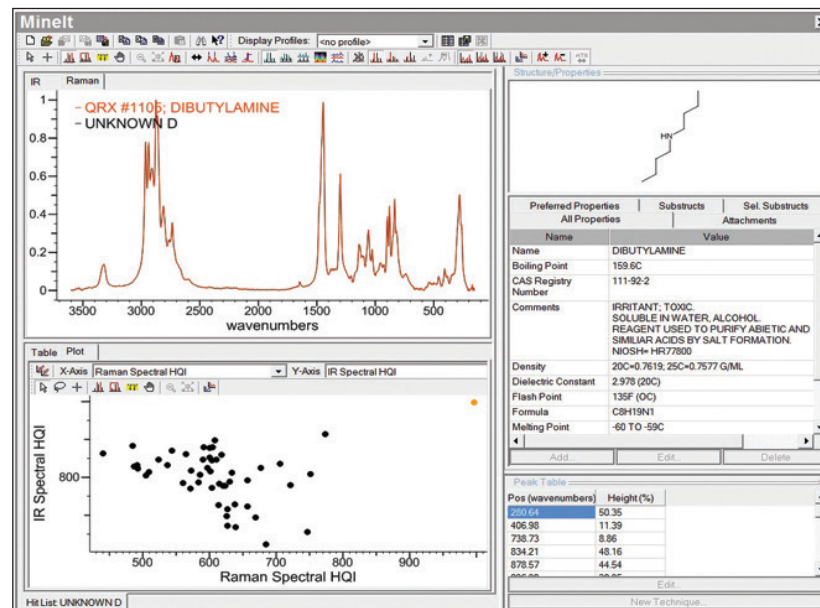 MineIt
Display Profiles: <no profile>
IR Raman
1
0.8
0.6
0.4
0.2
0
- QRX #1105; DIBUTYLAMINE
- UNKNOWN D
3500 3000 2500 2000 1500 1000 500
wavenumbers
Table Plot
X-Axis Raman Spectral HQI Y-Axis IR Spectral HQI
IR Spectral HQI
800
500 600 700 800 900
Raman Spectral HQI
Hit List: UNKNOWN D
Structure/Properties
HN
Preferred Properties Substructs Sel. Substructs
All Properties Attachments
Name Value
Name DIBUTYLAMINE
Boiling Point 159.6C
CAS Registry Number 111-92-2
Comments IRRITANT; TOXIC.
SOLUBLE IN WATER, ALCOHOL.
REAGENT USED TO PURIFY ABIETIC AND
SIMILIAR ACIDS BY SALT FORMATION.
NIOSH= HR77800
Density 20C=0.7619; 25C=0.7577 G/ML
Dielectric Constant 2.978 (20C)
Flash Point 135F (OC)
Formula C8H19N1
Melting Point -60 TO -59C
Add... Edit... Delete
Peak Table
Pos (wavenumbers) Height (%)
280.64 50.35
406.98 11.39
738.73 8.86
834.21 48.16
878.57 44.54
Edit...
New Technique...